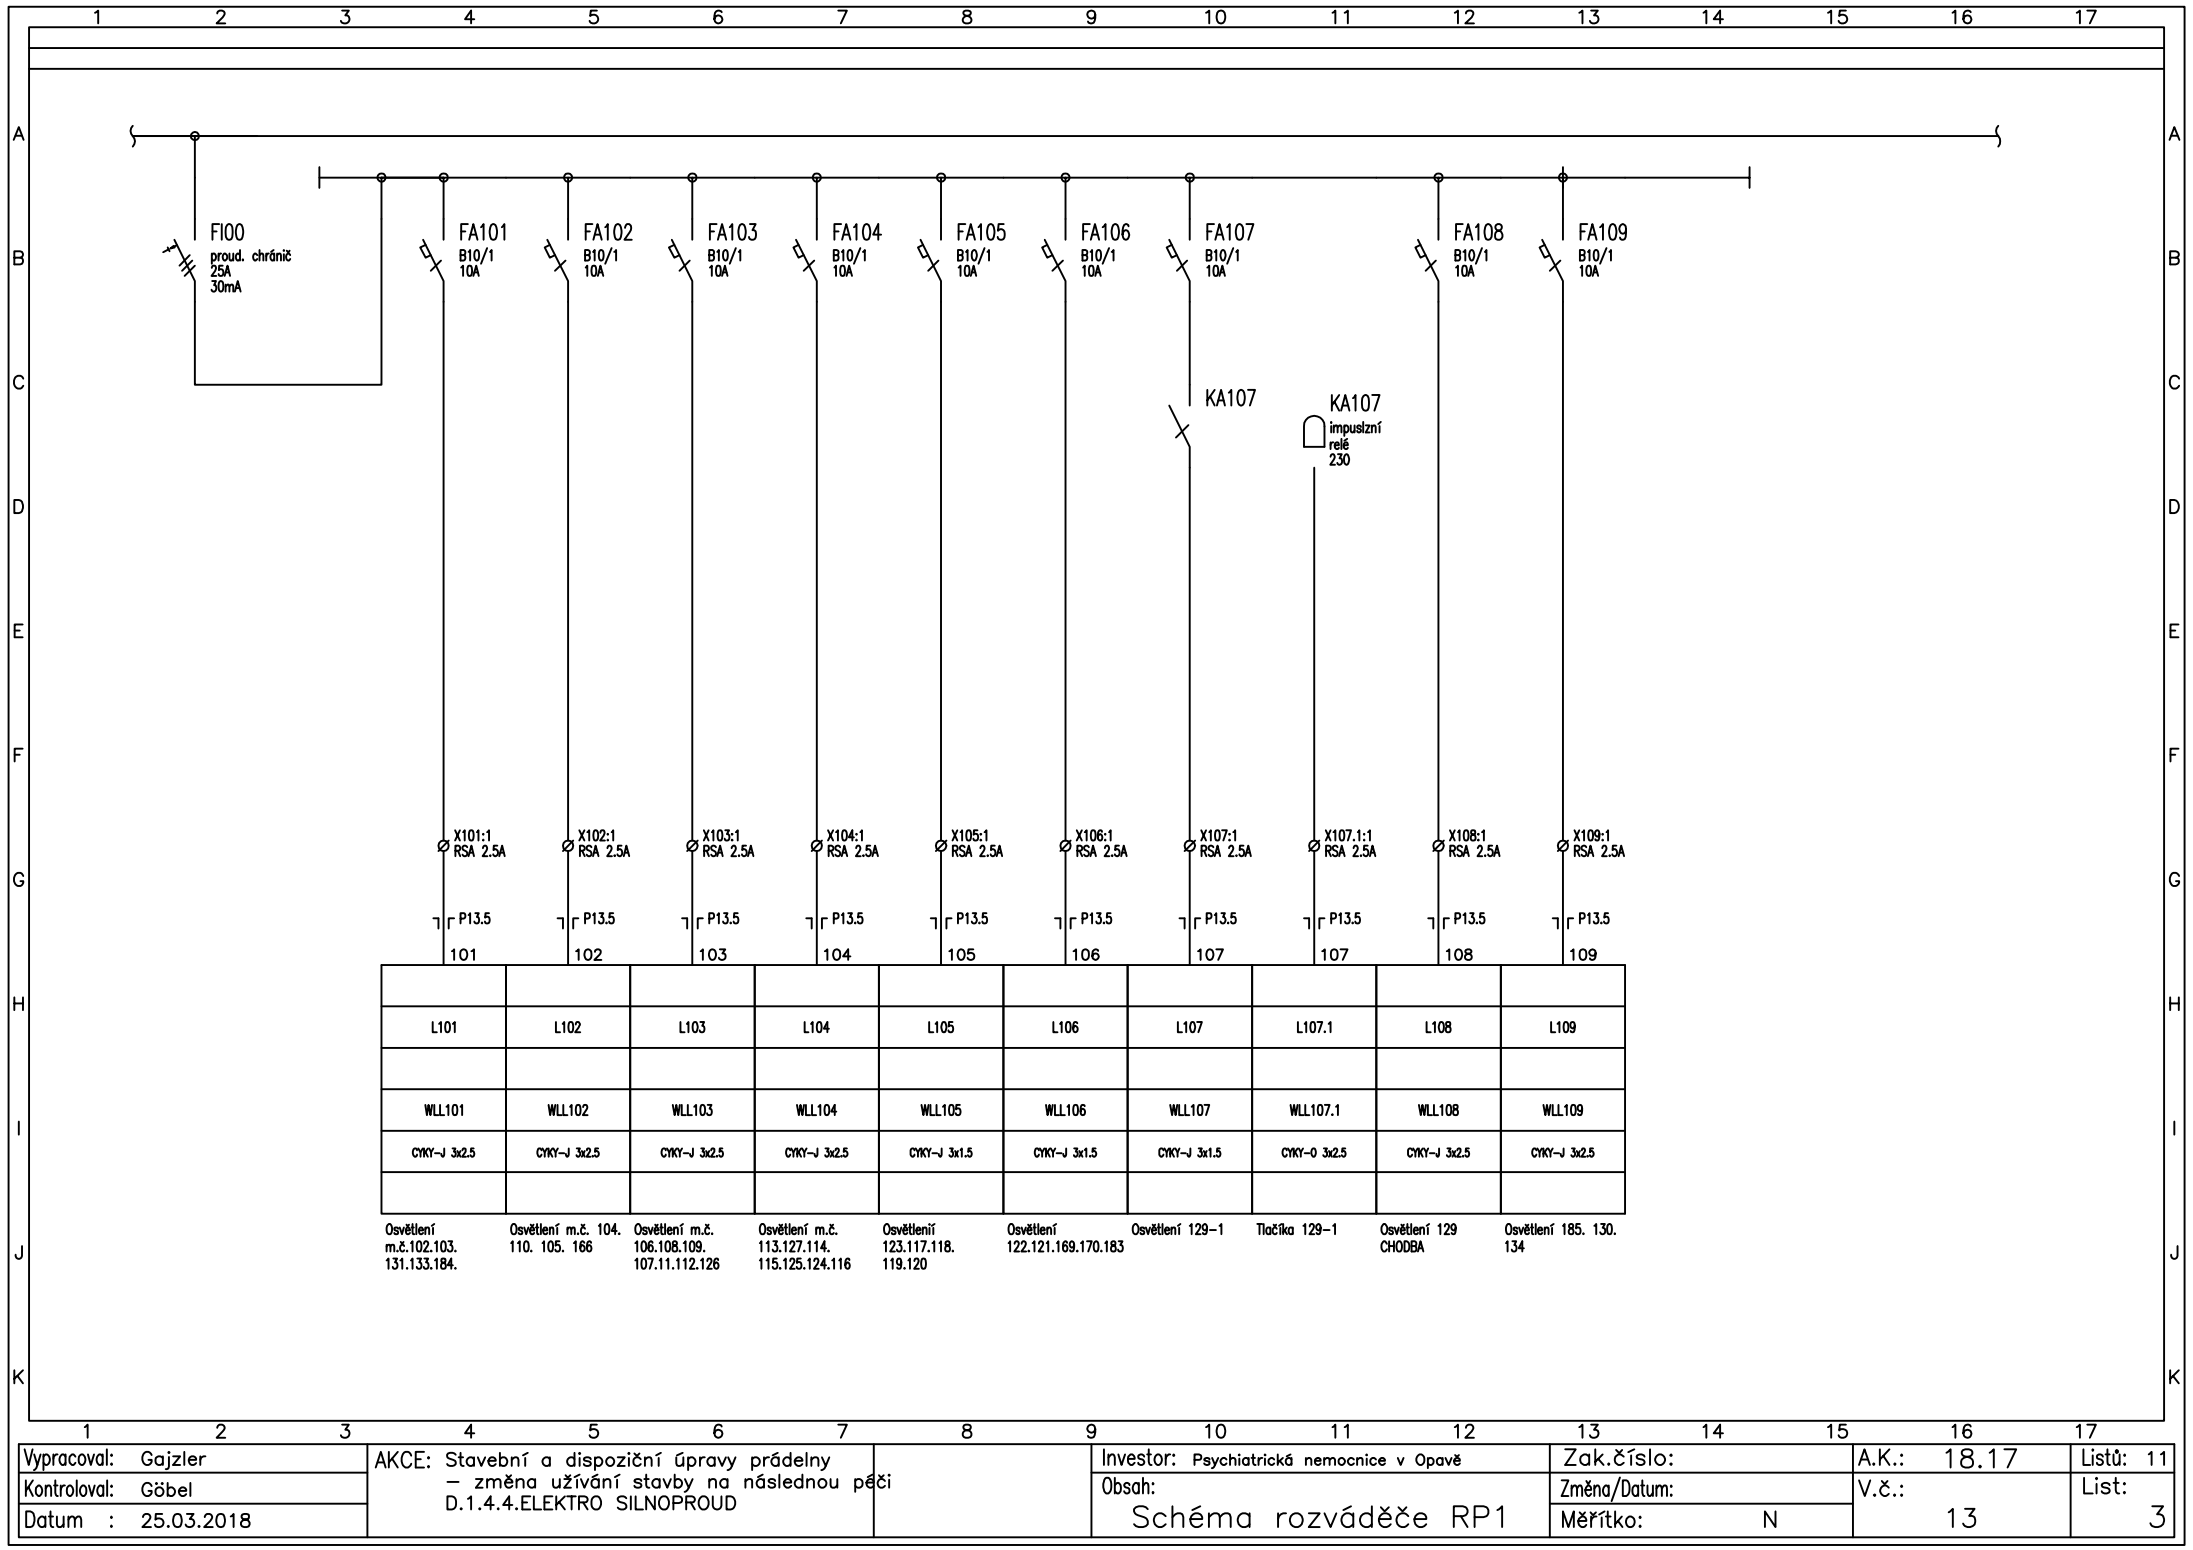 1 2 3 4 5 6 7 8 9 10 11 12 13 14 15 16 17
A A
FI00 FA101 FA102 FA103 FA104 FA105 FA106 FA107 FA108 FA109
B proud. chránič B10/1 B10/1 B10/1 B10/1 B10/1 B10/1 B10/1 B10/1 B10/1 B
25A 10A 10A 10A 10A 10A 10A 10A 10A 10A
30mA
C C
KA107 KA107
impuslzní
relé
230
D D
E E
F F
X101:1 X102:1 X103:1 X104:1 X105:1 X106:1 X107:1 X107.1:1 X108:1 X109:1
RSA 2.5A RSA 2.5A RSA 2.5A RSA 2.5A RSA 2.5A RSA 2.5A RSA 2.5A RSA 2.5A RSA 2.5A RSA 2.5A
G G
P13.5 P13.5 P13.5 P13.5 P13.5 P13.5 P13.5 P13.5 P13.5 P13.5
101 102 103 104 105 106 107 107 108 109
H H
L101 L102 L103 L104 L105 L106 L107 L107.1 L108 L109
WLL101 WLL102 WLL103 WLL104 WLL105 WLL106 WLL107 WLL107.1 WLL108 WLL109
I I
CYKY-J 3x2.5 CYKY-J 3x2.5 CYKY-J 3x2.5 CYKY-J 3x2.5 CYKY-J 3x1.5 CYKY-J 3x1.5 CYKY-J 3x1.5 CYKY-O 3x2.5 CYKY-J 3x2.5 CYKY-J 3x2.5
Osvětlení
m.č.102.103.
131.133.184.
Osvětlení m.č. 104.
110. 105. 166
Osvětlení m.č.
106.108.109.
107.11.112.126
Osvětlení m.č.
113.127.114.
115.125.124.116
Osvětlenií
123.117.118.
119.120
Osvětlení
122.121.169.170.183
Osvětlení 129-1
Tlačíka 129-1
Osvětlení 129
CHODBA
Osvětlení 185. 130.
134
J J
K K
1 2 3 4 5 6 7 8 9 10 11 12 13 14 15 16 17
Vypracoval: Gajzler
Kontroloval: Göbel
Datum : 25.03.2018
AKCE: Stavební a dispoziční úpravy prádelny
– změna užívání stavby na následnou péči
D.1.4.4.ELEKTRO SILNOPROUD
Investor: Psychiatrická nemocnice v Opavě
Obsah:
Schéma rozváděče RP1
Zak.číslo:
Změna/Datum:
Měřítko: N
A.K.: 18.17
V.č.:
13
Listů: 11
List:
3